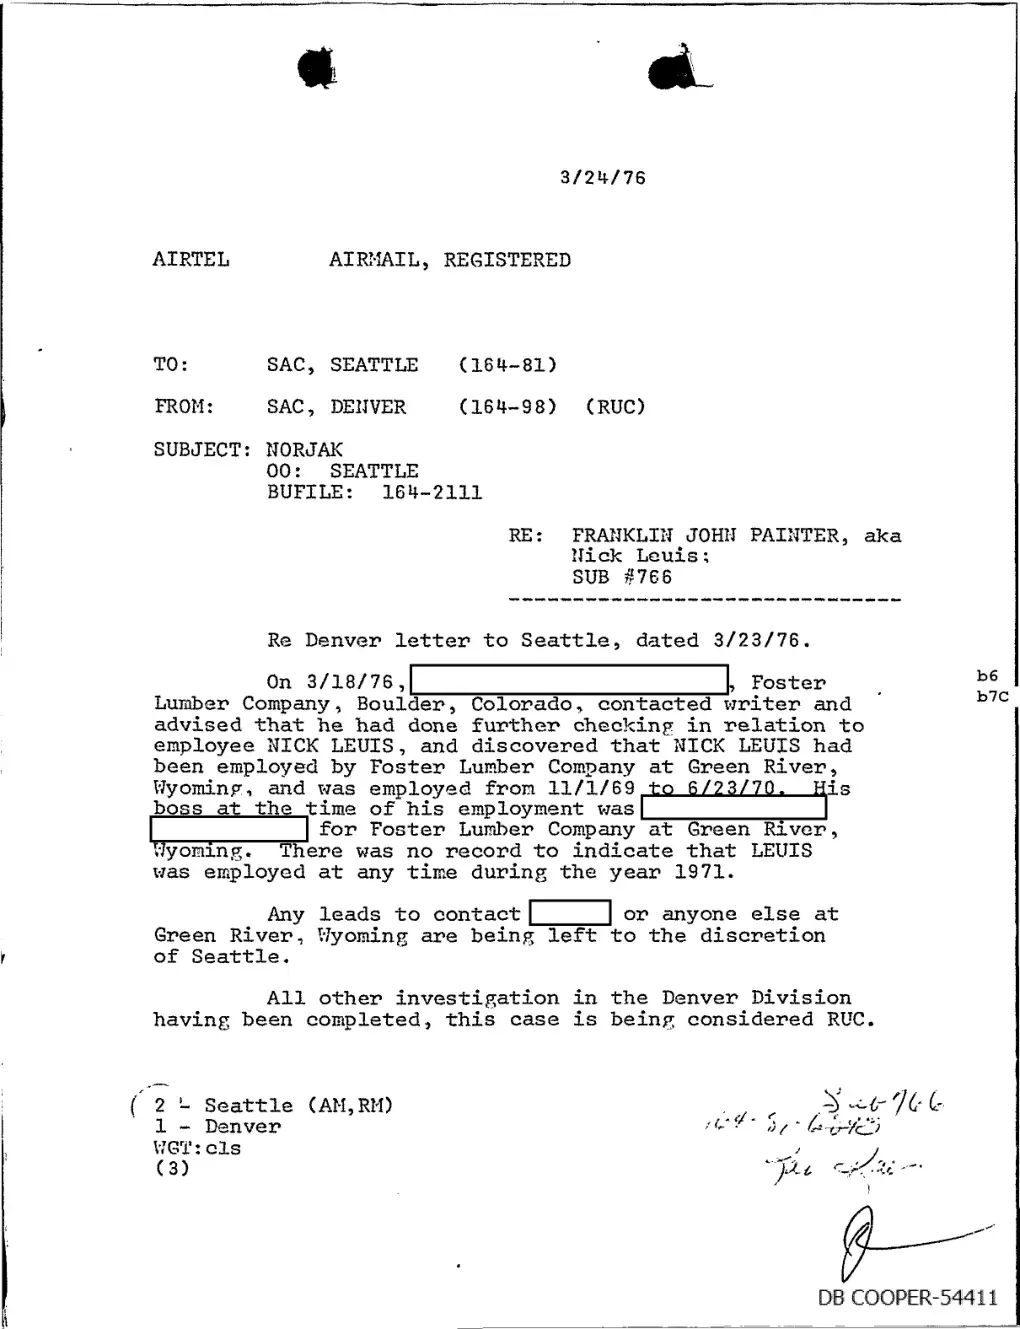 3/24/76
AIRTEL AIRMAIL, REGISTERED
TO: SAC, SEATTLE (164-81)
FROM: SAC, DENVER (164-98) (RUC)
SUBJECT: NORJAK
OO: SEATTLE
BUFILE: 164-2111
RE: FRANKLIN JOHN PAINTER, aka
Nick Leuis;
SUB #766
--------------------------------
Re Denver letter to Seattle, dated 3/23/76.
On 3/18/76, , Foster
b6
Lumber Company, Boulder, Colorado, contacted writer and
b7C
advised that he had done further checking in relation to
employee NICK LEUIS, and discovered that NICK LEUIS had
been employed by Foster Lumber Company at Green River,
Wyoming, and was employed from 11/1/69 to 6/23/70. His
boss at the time of his employment was
for Foster Lumber Company at Green River,
Wyoming. There was no record to indicate that LEUIS
was employed at any time during the year 1971.
Any leads to contact or anyone else at
Green River, Wyoming are being left to the discretion
of Seattle.
All other investigation in the Denver Division
having been completed, this case is being considered RUC.
2 - Seattle (AM,RM)
1 - Denver
WGT:cls
(3)
Sub 766
DB COOPER-54411